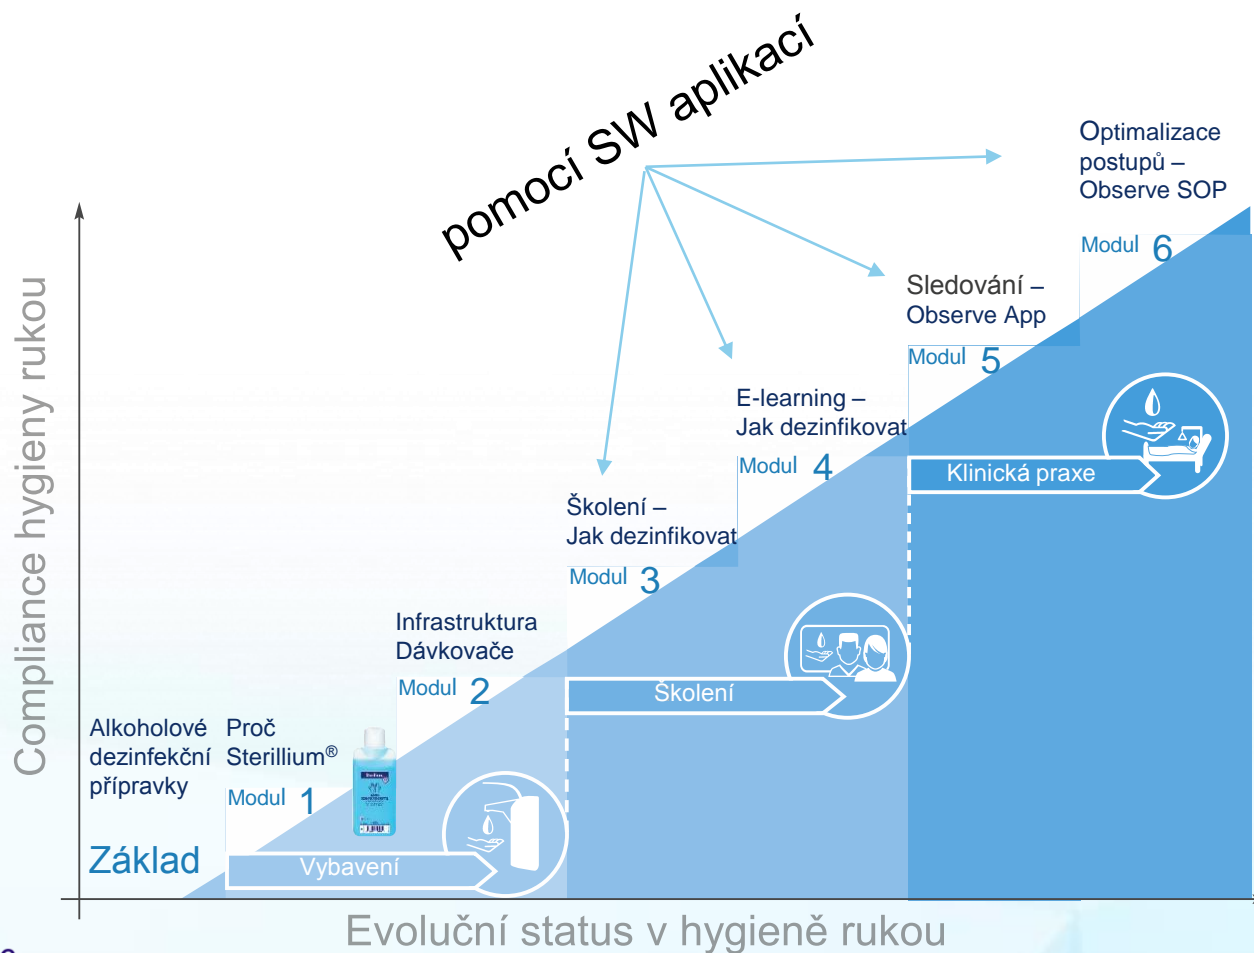 pomocí SW aplikací
Optimalizace
postupů –
Observe SOP
Modul 6
Sledování –
Observe App
Modul 5
E-learning –
Jak dezinfikovat
Modul 4
Klinická praxe
Školení –
Jak dezinfikovat
Modul 3
Infrastruktura
Dávkovače
Modul 2
Školení
Alkoholové
dezinfekční
přípravky
Proč
Sterillium®
Modul 1
Základ
Vybavení
Compliance hygieny rukou
Evoluční status v hygieně rukou